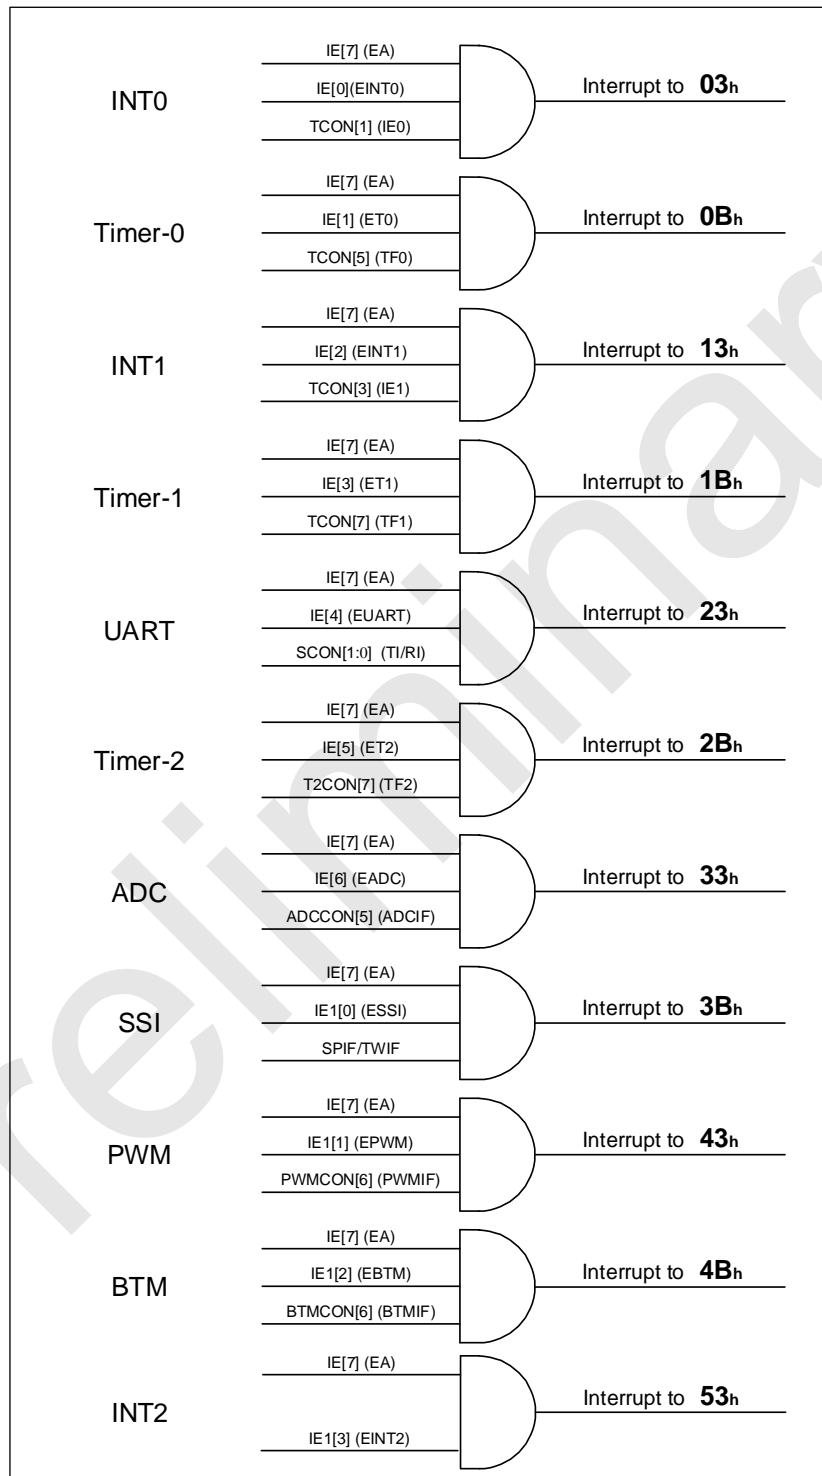 IE[7] (EA)
INT0
IE[0](EINT0)
Interrupt to 03h
TCON[1] (IE0)
IE[7] (EA)
Timer-0
IE[1] (ET0)
Interrupt to 0Bh
TCON[5] (TF0)
IE[7] (EA)
INT1
IE[2] (EINT1)
Interrupt to 13h
TCON[3] (IE1)
IE[7] (EA)
Timer-1
IE[3] (ET1)
Interrupt to 1Bh
TCON[7] (TF1)
IE[7] (EA)
UART
IE[4] (EUART)
Interrupt to 23h
SCON[1:0] (TI/RI)
IE[7] (EA)
Timer-2
IE[5] (ET2)
Interrupt to 2Bh
T2CON[7] (TF2)
IE[7] (EA)
ADC
IE[6] (EADC)
Interrupt to 33h
ADCCON[5] (ADCIF)
IE[7] (EA)
SSI
IE1[0] (ESSI)
Interrupt to 3Bh
SPIF/TWIF
IE[7] (EA)
PWM
IE1[1] (EPWM)
Interrupt to 43h
PWMCON[6] (PWMIF)
IE[7] (EA)
BTM
IE1[2] (EBTM)
Interrupt to 4Bh
BTMCON[6] (BTMIF)
IE[7] (EA)
INT2
Interrupt to 53h
IE1[3] (EINT2)
reliminar